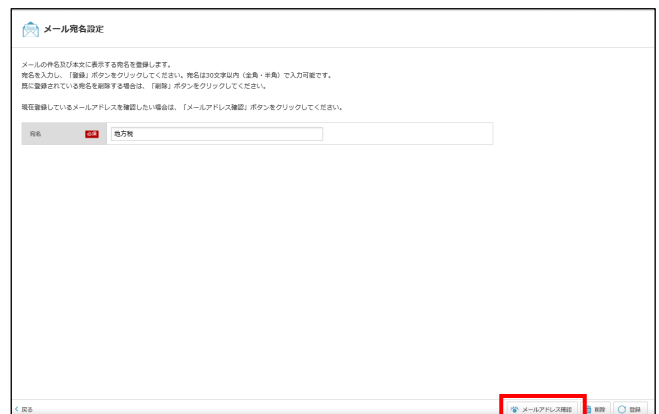 メール宛名設定
メールの件名及び本文に表示する宛名を登録します。
宛名を入力し、「登録」ボタンをクリックしてください。宛名は30文字以内（全角・半角）で入力可能です。
既に登録されている宛名を削除する場合は、「削除」ボタンをクリックしてください。
現在登録しているメールアドレスを確認したい場合は、「メールアドレス確認」ボタンをクリックしてください。
宛名 必須 地方税
戻る メールアドレス確認 削除 登録